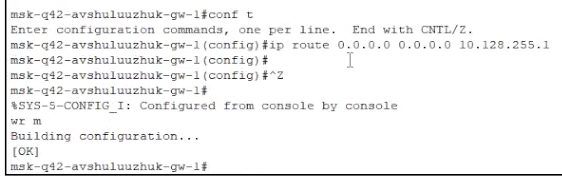 msk-q42-avshuluuzhuk-gw-1#conf t
Enter configuration commands, one per line.  End with CNTL/Z.
msk-q42-avshuluuzhuk-gw-1(config)#ip route 0.0.0.0 0.0.0.0 10.128.255.1
msk-q42-avshuluuzhuk-gw-1(config)#
msk-q42-avshuluuzhuk-gw-1(config)#^Z
msk-q42-avshuluuzhuk-gw-1#
%SYS-5-CONFIG_I: Configured from console by console
wr m
Building configuration...
[OK]
msk-q42-avshuluuzhuk-gw-1#